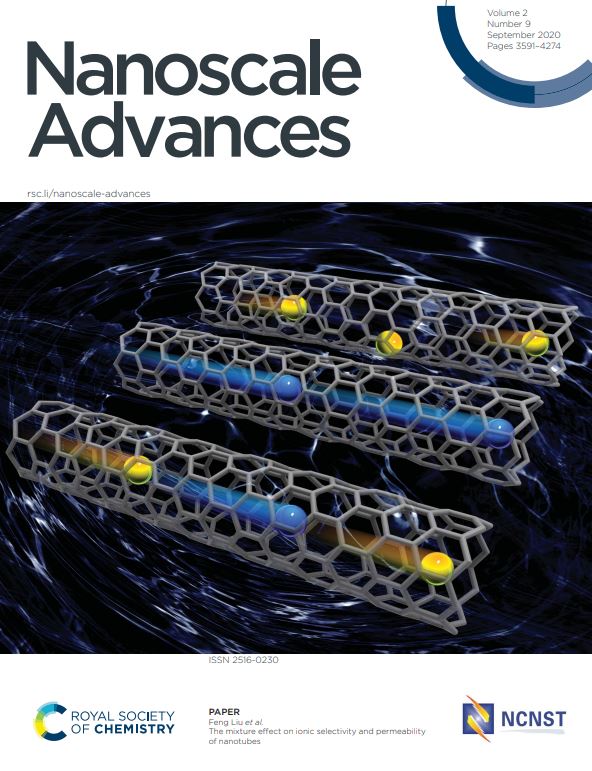 Volume 2
Number 9
September 2020
Pages 3591–4274
Nanoscale
Advances
rsc.li/nanoscale-advances
ISSN 2516-0230
ROYAL SOCIETY
OF CHEMISTRY
PAPER
Feng Liu et al.
The mixture effect on ionic selectivity and permeability
of nanotubes
NCNST